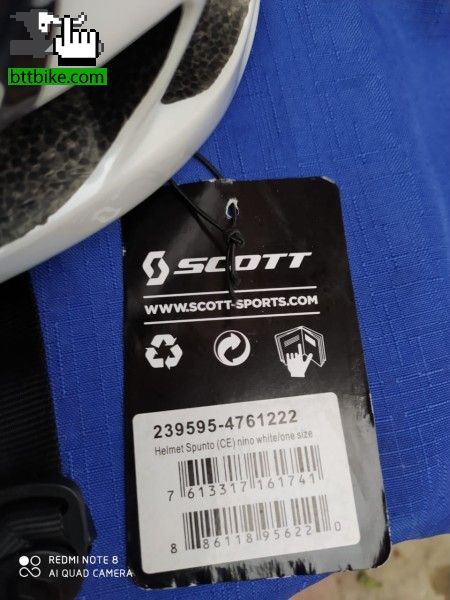 bttbike.com
SCOTT
WWW.SCOTT-SPORTS.COM
239595-4761222
Helmet Spunto (CE) nino white/one size
7 613317 161741
8 86118 95622 0
REDMI NOTE 8
AI QUAD CAMERA